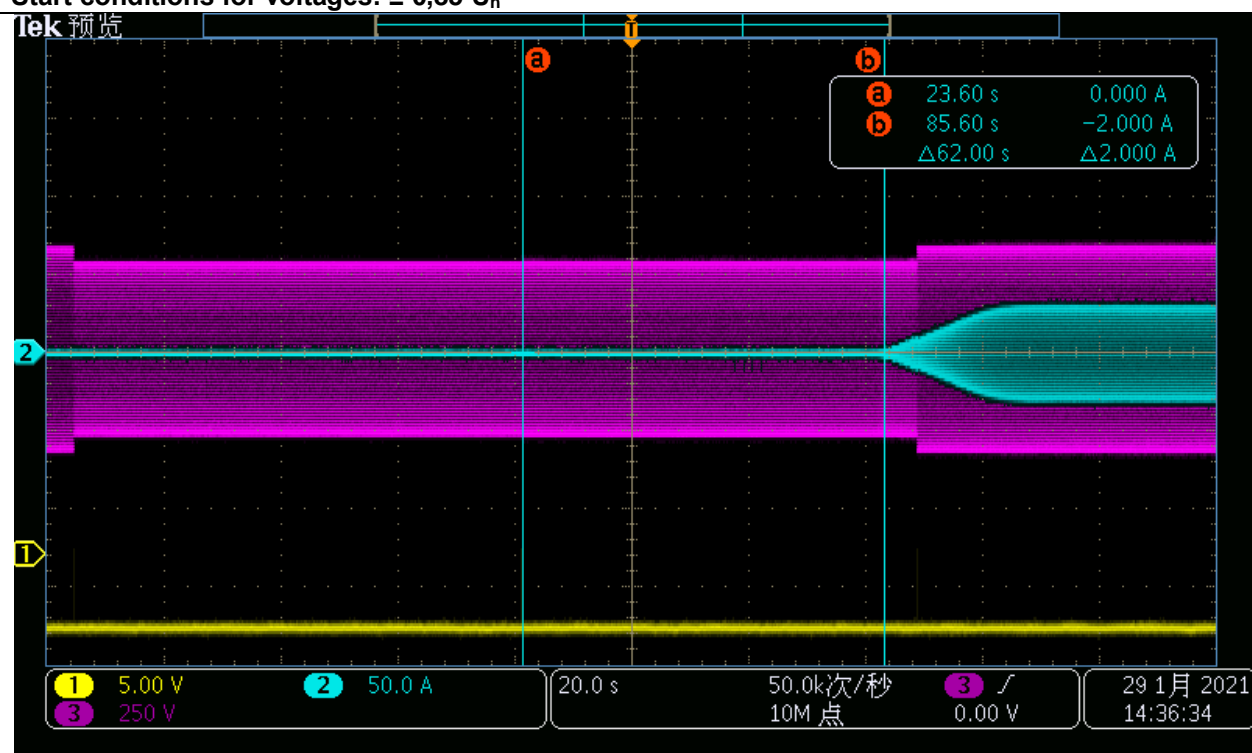 Start conditions for voltages: ≥ 0,85 Un
Tek 预览
T
a b
a 23.60 s 0.000 A
b 85.60 s −2.000 A
△62.00 s △2.000 A
2
1
1 5.00 V 2 50.0 A 20.0 s 50.0k次/秒 3 29 1月 2021
3 250 V 10M 点 0.00 V 14:36:34